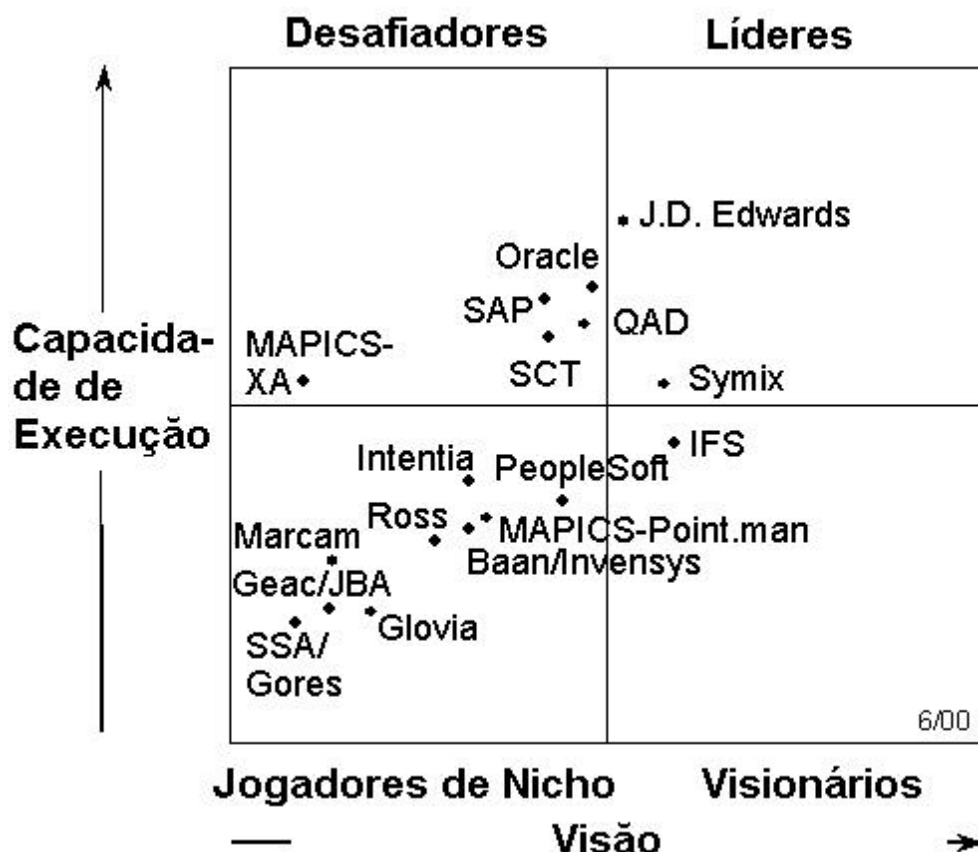 Desafiadores
Líderes
J.D. Edwards
Oracle
SAP
QAD
Capacida-
de de
Execução
MAPICS-
XA
SCT
Symix
IFS
Intentia
PeopleSoft
Ross
MAPICS-Point.man
Marcam
Baan/Invensys
Geac/JBA
Glovia
SSA/
Gores
6/00
Jogadores de Nicho
Visionários
Visão